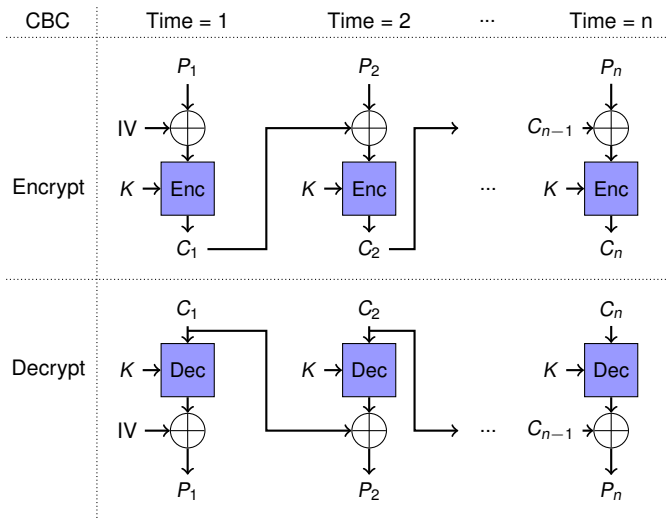 CBC Time = 1 Time = 2 ... Time = n
P₁ P₂ Pₙ
IV Cₙ₋₁
Encrypt K Enc K Enc ... K Enc
C₁ C₂ Cₙ
C₁ C₂ Cₙ
Decrypt K Dec K Dec K Dec
IV ... Cₙ₋₁
P₁ P₂ Pₙ